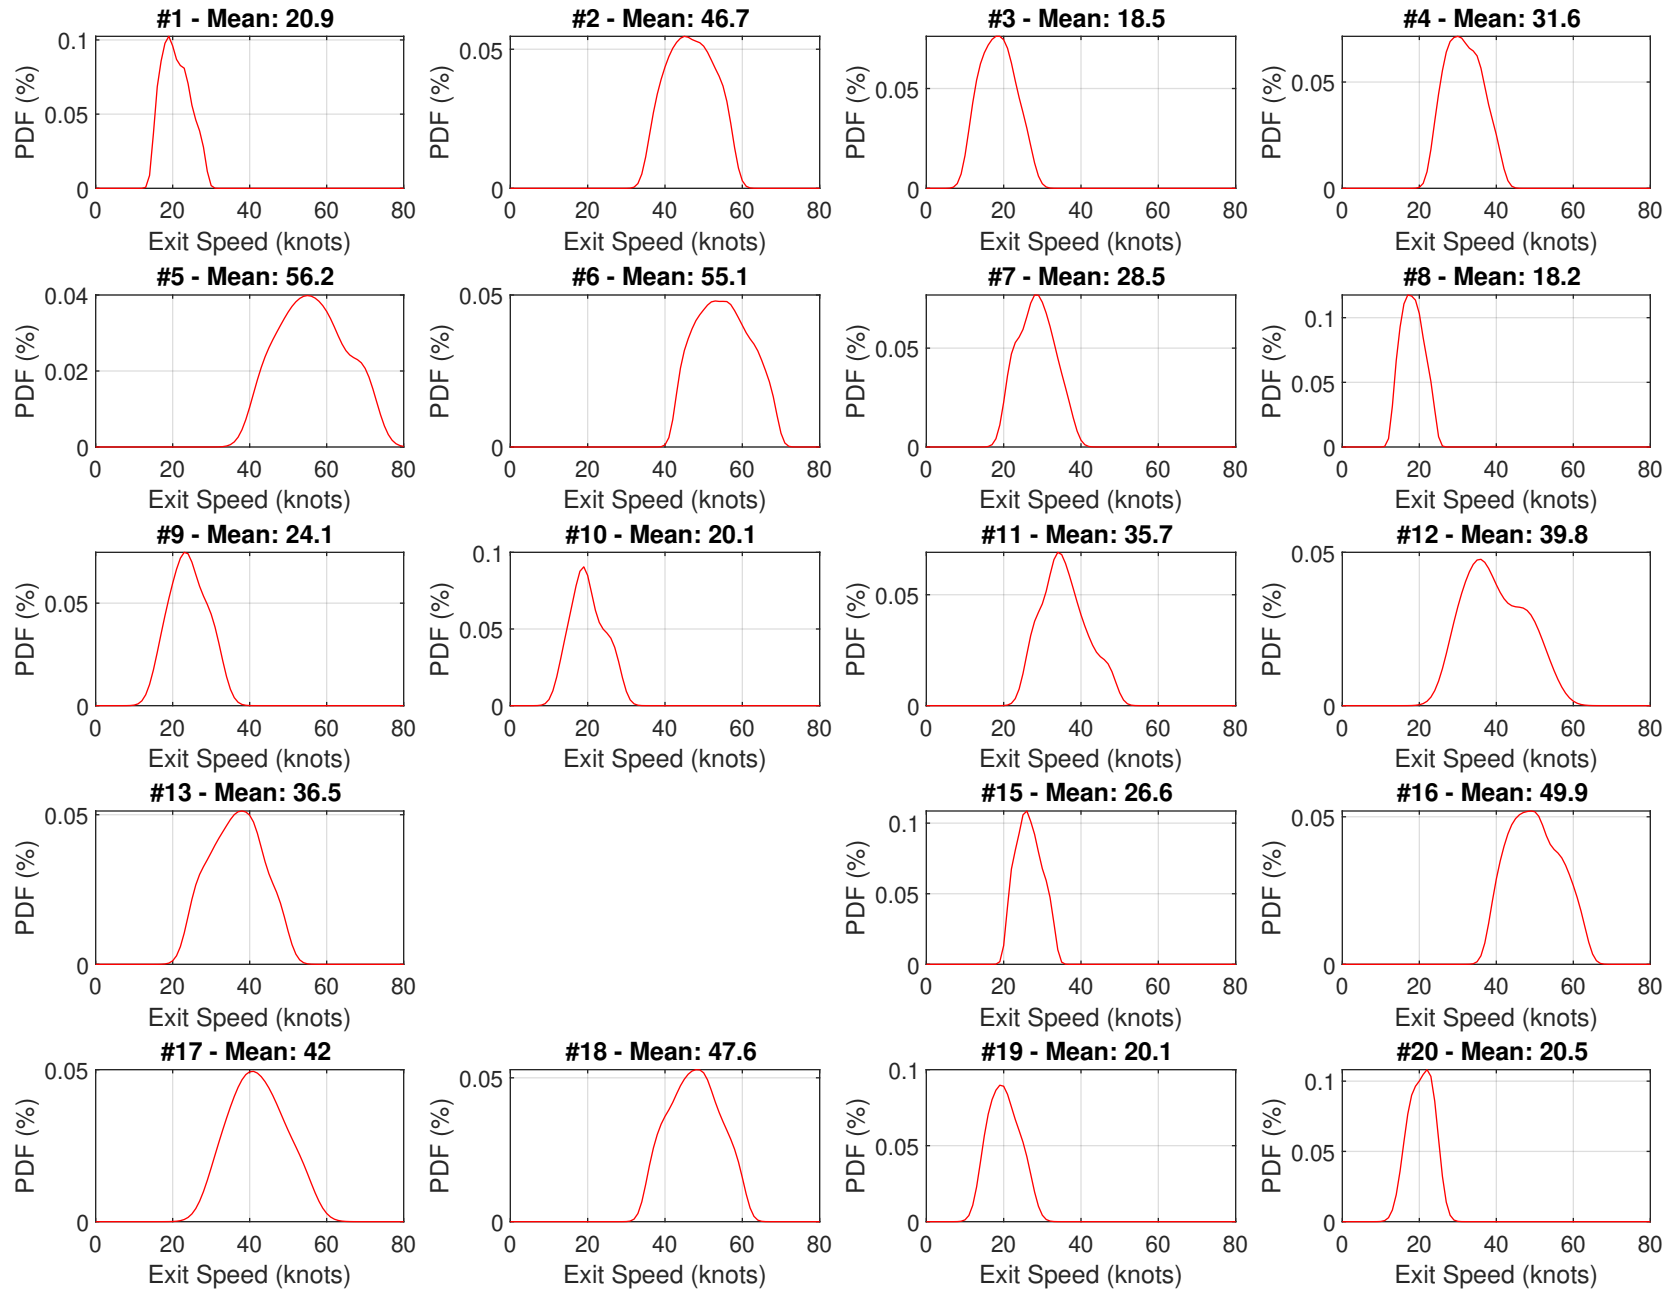 #1 - Mean: 20.9
PDF (%)
0.1
0.05
0
0 20 40 60 80
Exit Speed (knots)
#2 - Mean: 46.7
PDF (%)
0.05
0
0 20 40 60 80
Exit Speed (knots)
#3 - Mean: 18.5
PDF (%)
0.05
0
0 20 40 60 80
Exit Speed (knots)
#4 - Mean: 31.6
PDF (%)
0.05
0
0 20 40 60 80
Exit Speed (knots)
#5 - Mean: 56.2
PDF (%)
0.04
0.02
0
0 20 40 60 80
Exit Speed (knots)
#6 - Mean: 55.1
PDF (%)
0.05
0
0 20 40 60 80
Exit Speed (knots)
#7 - Mean: 28.5
PDF (%)
0.05
0
0 20 40 60 80
Exit Speed (knots)
#8 - Mean: 18.2
PDF (%)
0.1
0.05
0
0 20 40 60 80
Exit Speed (knots)
#9 - Mean: 24.1
PDF (%)
0.05
0
0 20 40 60 80
Exit Speed (knots)
#10 - Mean: 20.1
PDF (%)
0.1
0.05
0
0 20 40 60 80
Exit Speed (knots)
#11 - Mean: 35.7
PDF (%)
0.05
0
0 20 40 60 80
Exit Speed (knots)
#12 - Mean: 39.8
PDF (%)
0.05
0
0 20 40 60 80
Exit Speed (knots)
#13 - Mean: 36.5
PDF (%)
0.05
0
0 20 40 60 80
Exit Speed (knots)
#15 - Mean: 26.6
PDF (%)
0.1
0.05
0
0 20 40 60 80
Exit Speed (knots)
#16 - Mean: 49.9
PDF (%)
0.05
0
0 20 40 60 80
Exit Speed (knots)
#17 - Mean: 42
PDF (%)
0.05
0
0 20 40 60 80
Exit Speed (knots)
#18 - Mean: 47.6
PDF (%)
0.05
0
0 20 40 60 80
Exit Speed (knots)
#19 - Mean: 20.1
PDF (%)
0.1
0.05
0
0 20 40 60 80
Exit Speed (knots)
#20 - Mean: 20.5
PDF (%)
0.1
0.05
0
0 20 40 60 80
Exit Speed (knots)